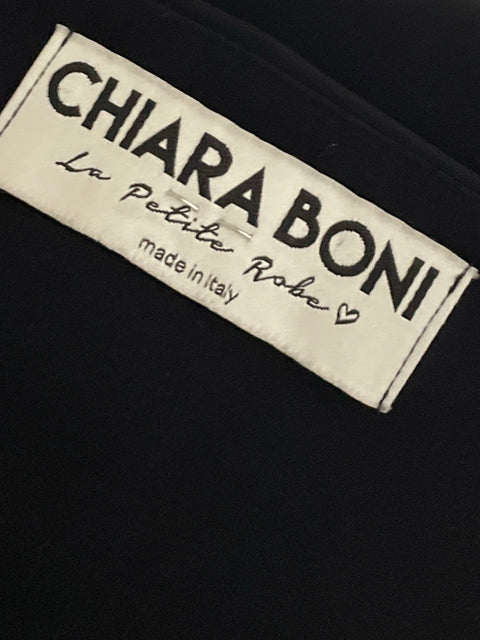 CHIARA BONI
La Petite Robe ♡
made in Italy